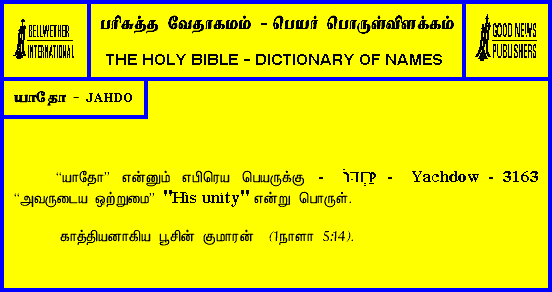 BELLWETHER
INTERNATIONAL
பரிசுத்த வேதாகமம் - பெயர் பொருள்விளக்கம்
THE HOLY BIBLE - DICTIONARY OF NAMES
GOOD NEWS
PUBLISHERS
யாதோ - JAHDO
“யாதோ” என்னும் எபிரெய பெயருக்கு - יַחְדּוֹ - Yachdow - 3163
“அவருடைய ஒற்றுமை” "His unity" என்று பொருள்.
காத்தியனாகிய பூசின் குமாரன் (1நாளா 5:14).